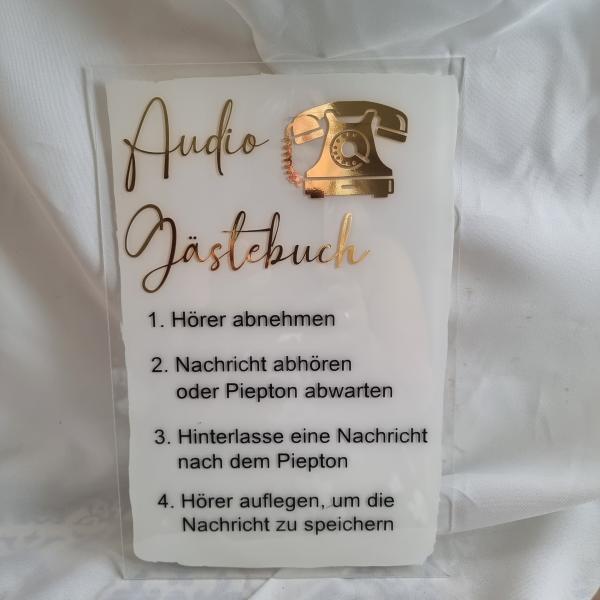 Audio
Gästebuch
1. Hörer abnehmen
2. Nachricht abhören
oder Piepton abwarten
3. Hinterlasse eine Nachricht
nach dem Piepton
4. Hörer auflegen, um die
Nachricht zu speichern